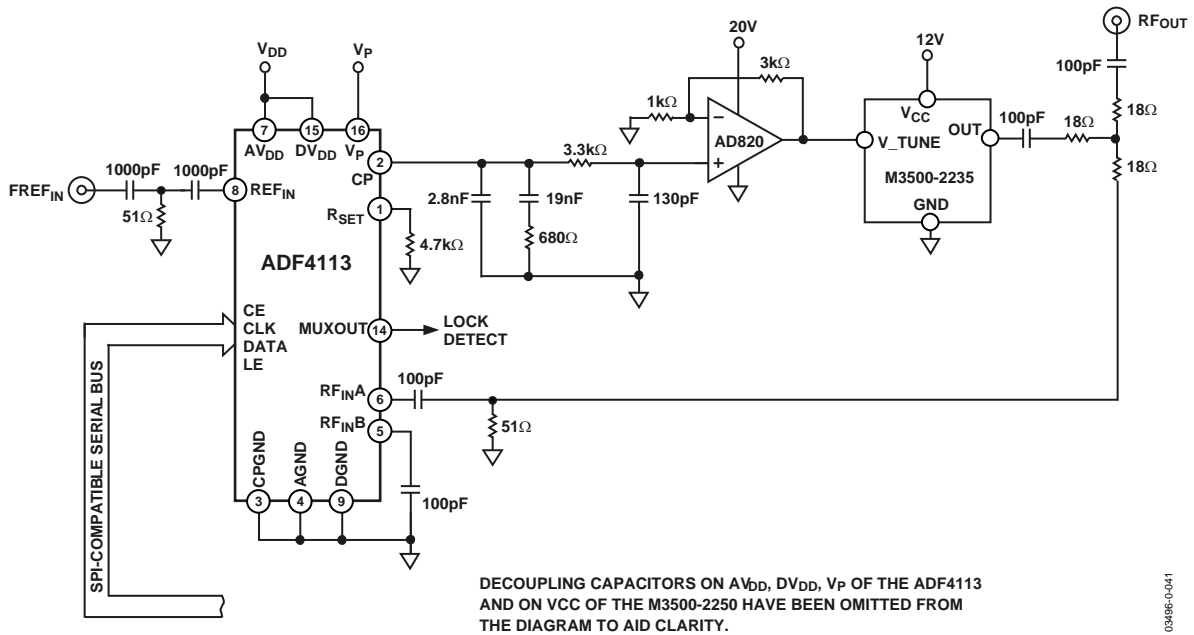 RFOUT
20V
12V
VDD
VP
100pF
3kΩ
1kΩ
18Ω
7
15
16
AVDD
DVDD
VP
–
+
AD820
VCC
OUT
V_TUNE
M3500-2235
GND
100pF
18Ω
18Ω
2
CP
3.3kΩ
1000pF
1000pF
FREFIN
8
REFIN
51Ω
2.8nF
19nF
130pF
680Ω
1
RSET
4.7kΩ
ADF4113
CE
CLK
DATA
LE
MUXOUT
14
LOCK
DETECT
RFINA
6
100pF
RFINB
5
51Ω
SPI-COMPATIBLE SERIAL BUS
CPGND
AGND
DGND
3
4
9
100pF
DECOUPLING CAPACITORS ON AVDD, DVDD, VP OF THE ADF4113
AND ON VCC OF THE M3500-2250 HAVE BEEN OMITTED FROM
THE DIAGRAM TO AID CLARITY.
03496-0-041